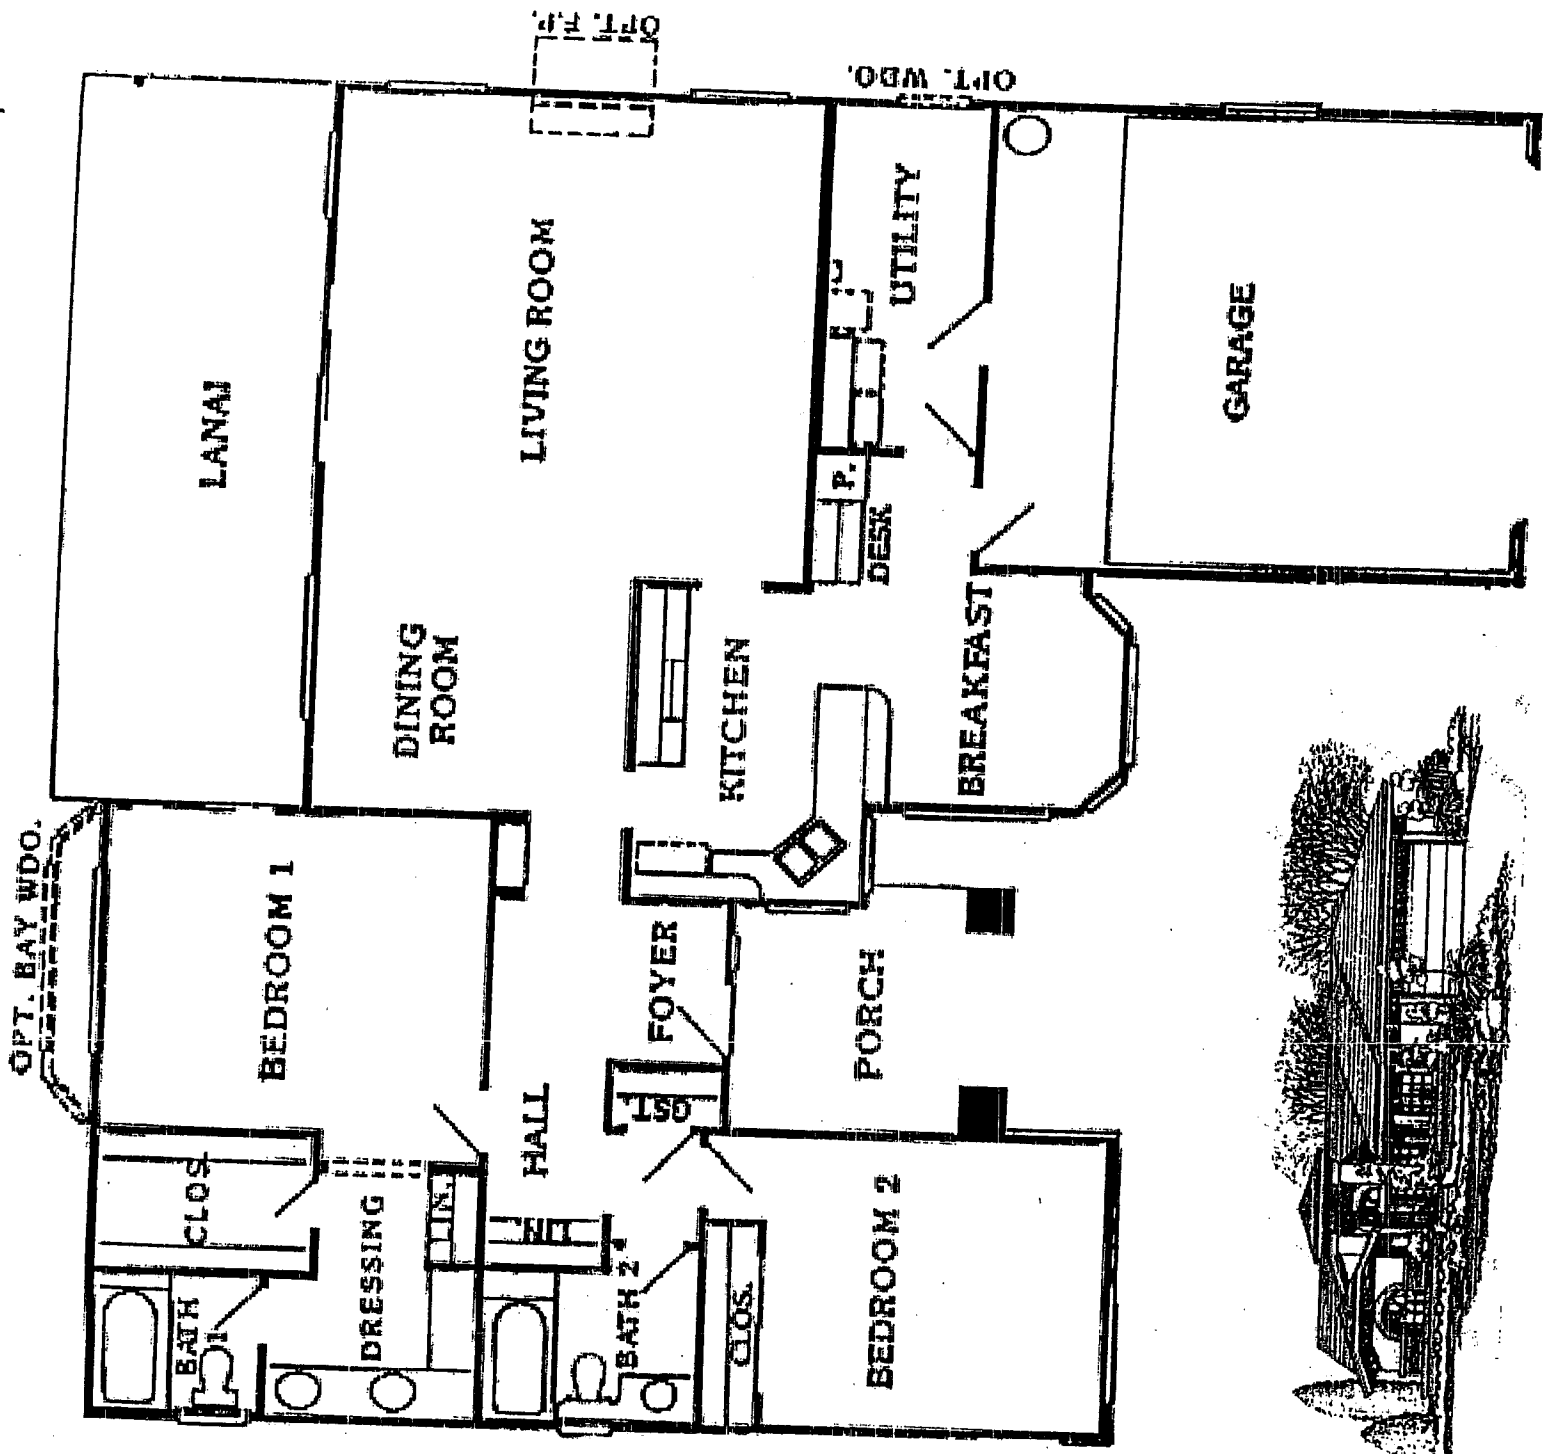 OPT. F.P.
OPT. WDO.
LANAI
LIVING ROOM
UTILITY
GARAGE
P.
DESK
DINING
ROOM
KITCHEN
BREAKFAST
OPT. BAY WDO.
BEDROOM 1
FOYER
PORCH
HALL
GST
CLOS.
LIN.
LIN
DRESSING
BATH
1
BATH 2
CLOS.
BEDROOM 2